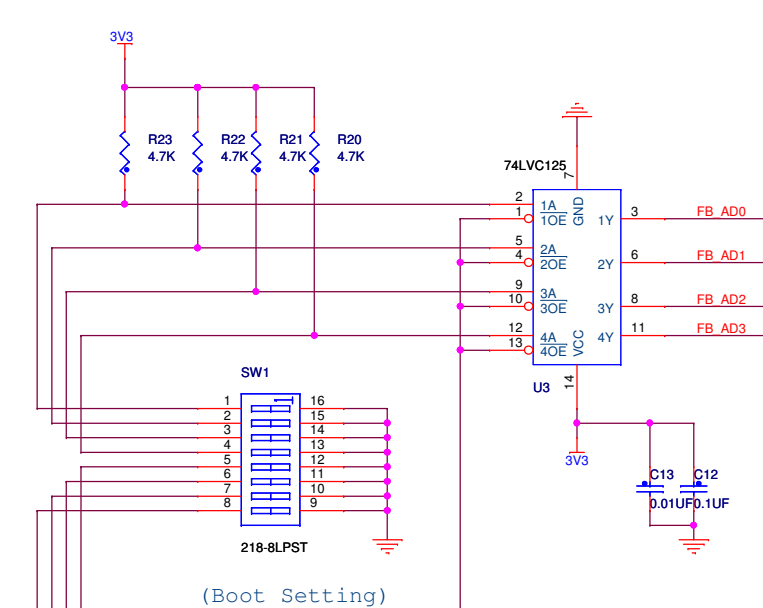 3V3
R23
4.7K
R22
4.7K
R21
4.7K
R20
4.7K
74LVC125
7
2
1A
GND
1
1OE
1Y
3
FB_AD0
5
2A
4
2OE
2Y
6
FB_AD1
9
3A
10
3OE
3Y
8
FB_AD2
12
4A
VCC
13
4OE
4Y
11
FB_AD3
U3
14
3V3
C13
0.01UF
C12
0.1UF
SW1
1
1 16
2 15
3 14
4 13
5 12
6 11
7 10
8 9
218-8LPST
(Boot Setting)